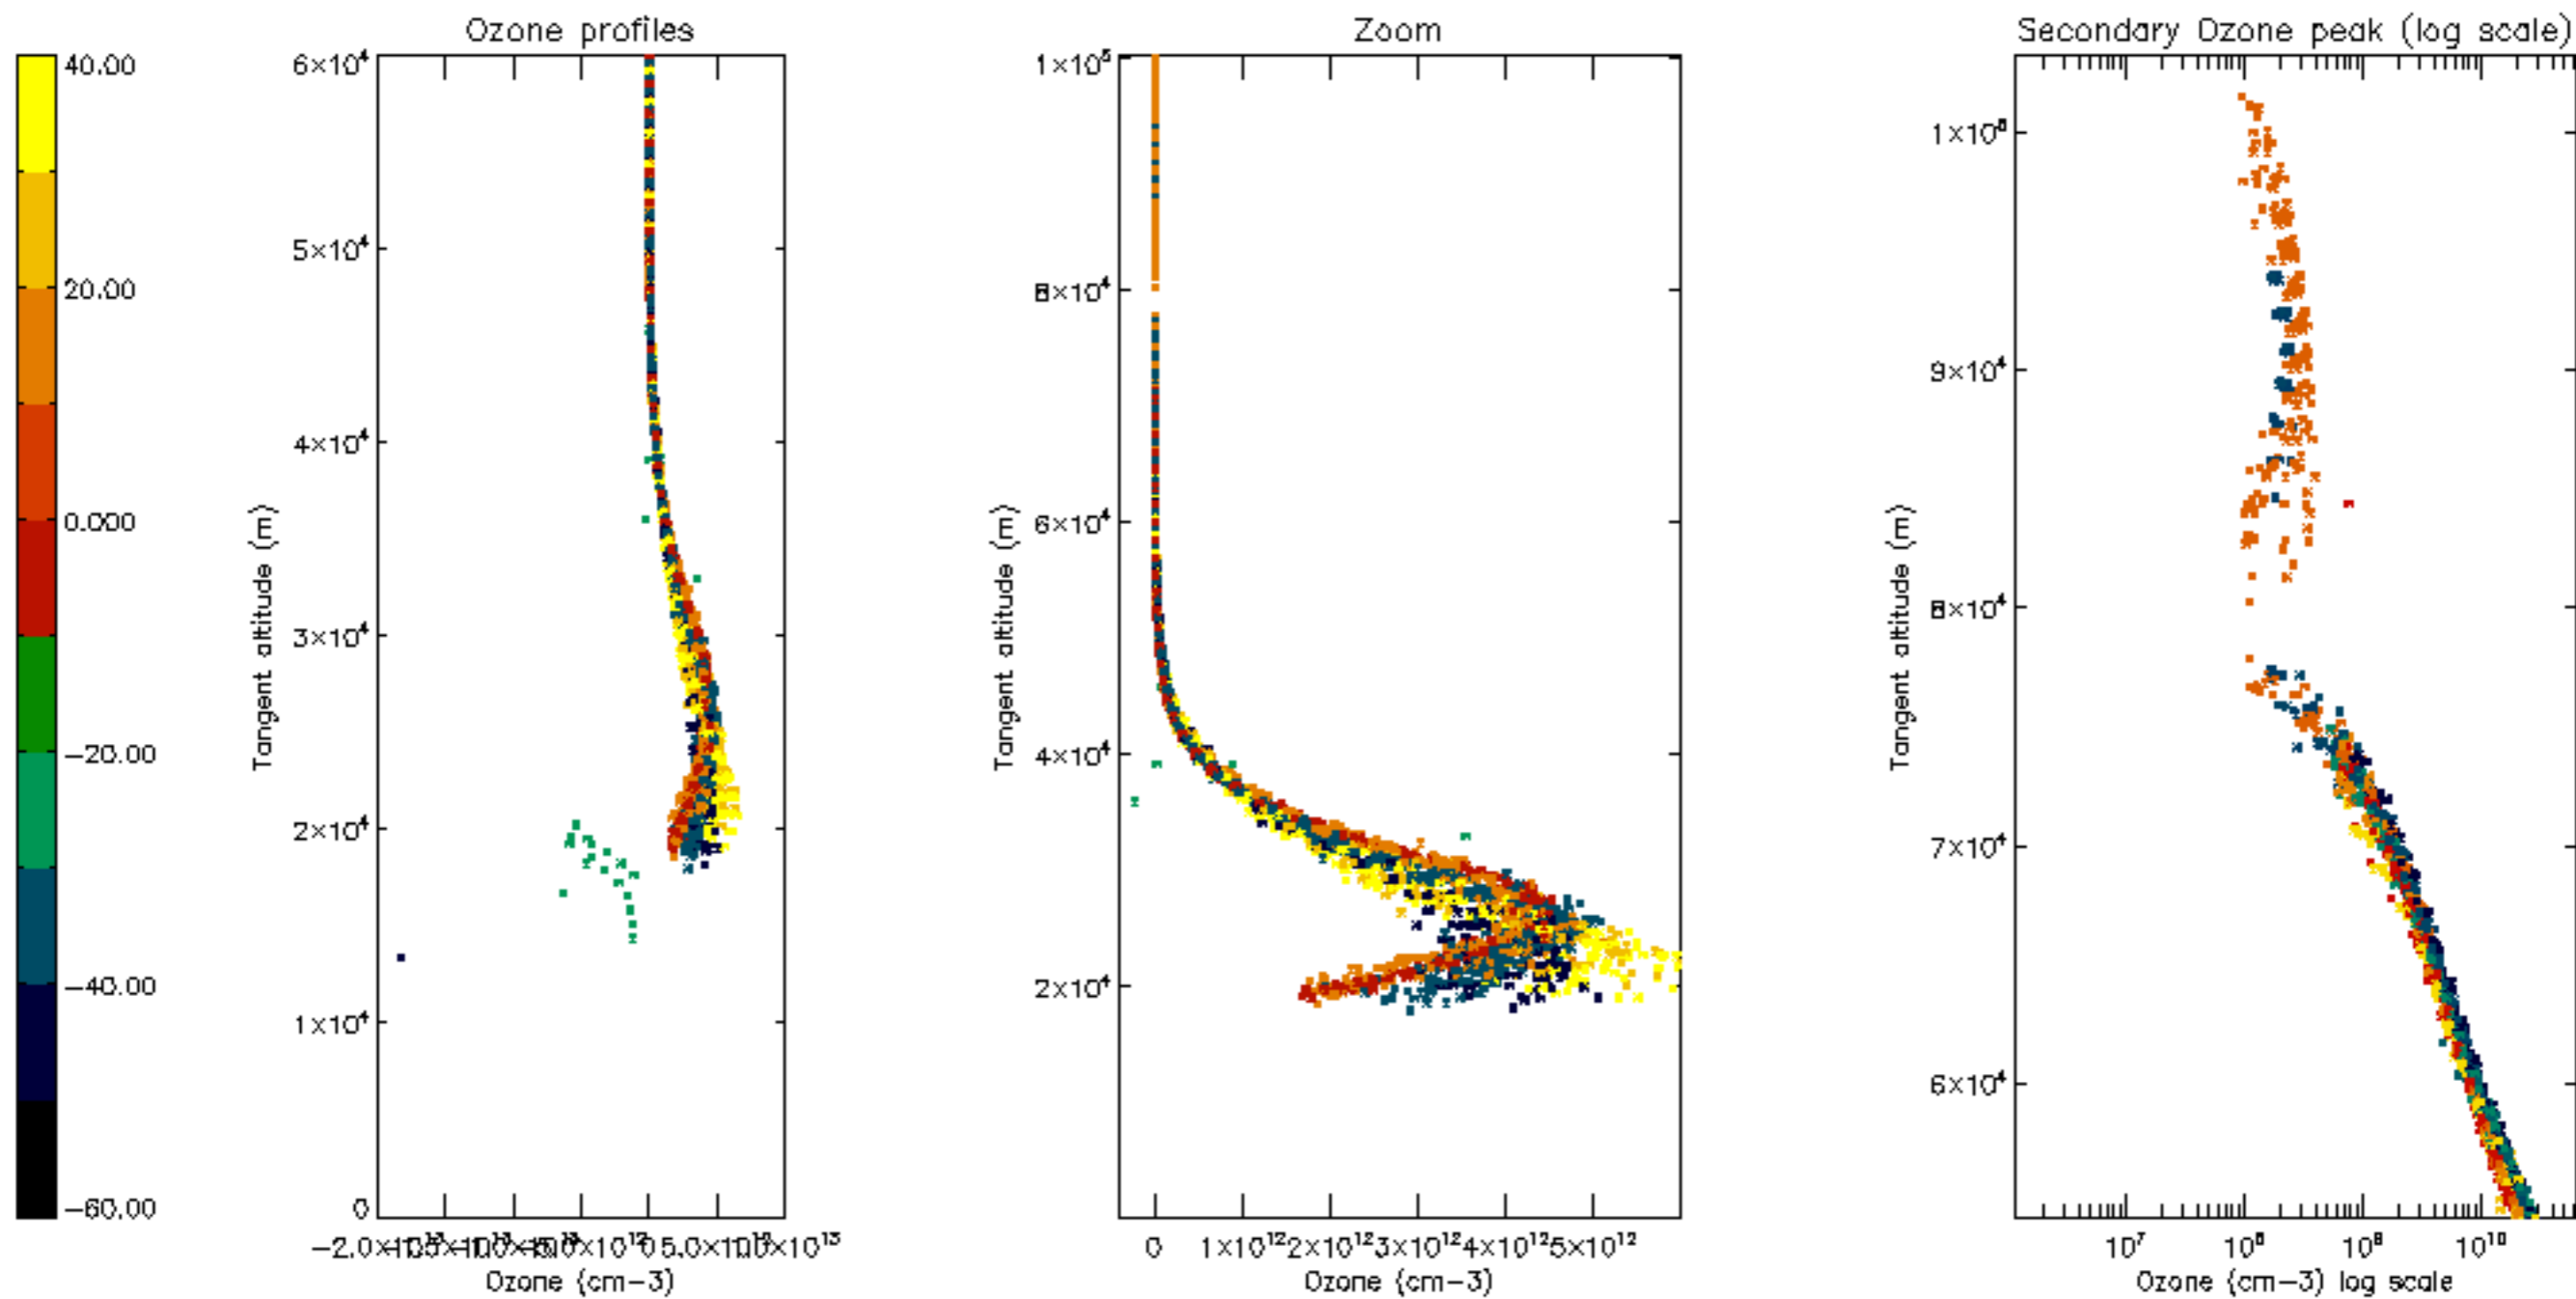 Ozone profiles
Zoom
Secondary Ozone peak (log scale)
40.00
20.00
0.000
−20.00
−40.00
−60.00
6×10⁴
5×10⁴
4×10⁴
3×10⁴
2×10⁴
1×10⁴
0
Tangent altitude (m)
Ozone (cm−3)
1×10⁵
8×10⁴
6×10⁴
4×10⁴
2×10⁴
Tangent altitude (m)
0 1×10¹² 2×10¹² 3×10¹² 4×10¹² 5×10¹²
Ozone (cm−3)
9×10⁴
8×10⁴
7×10⁴
6×10⁴
Tangent altitude (m)
10⁷ 10⁸ 10⁹ 10¹⁰
Ozone (cm−3) log scale